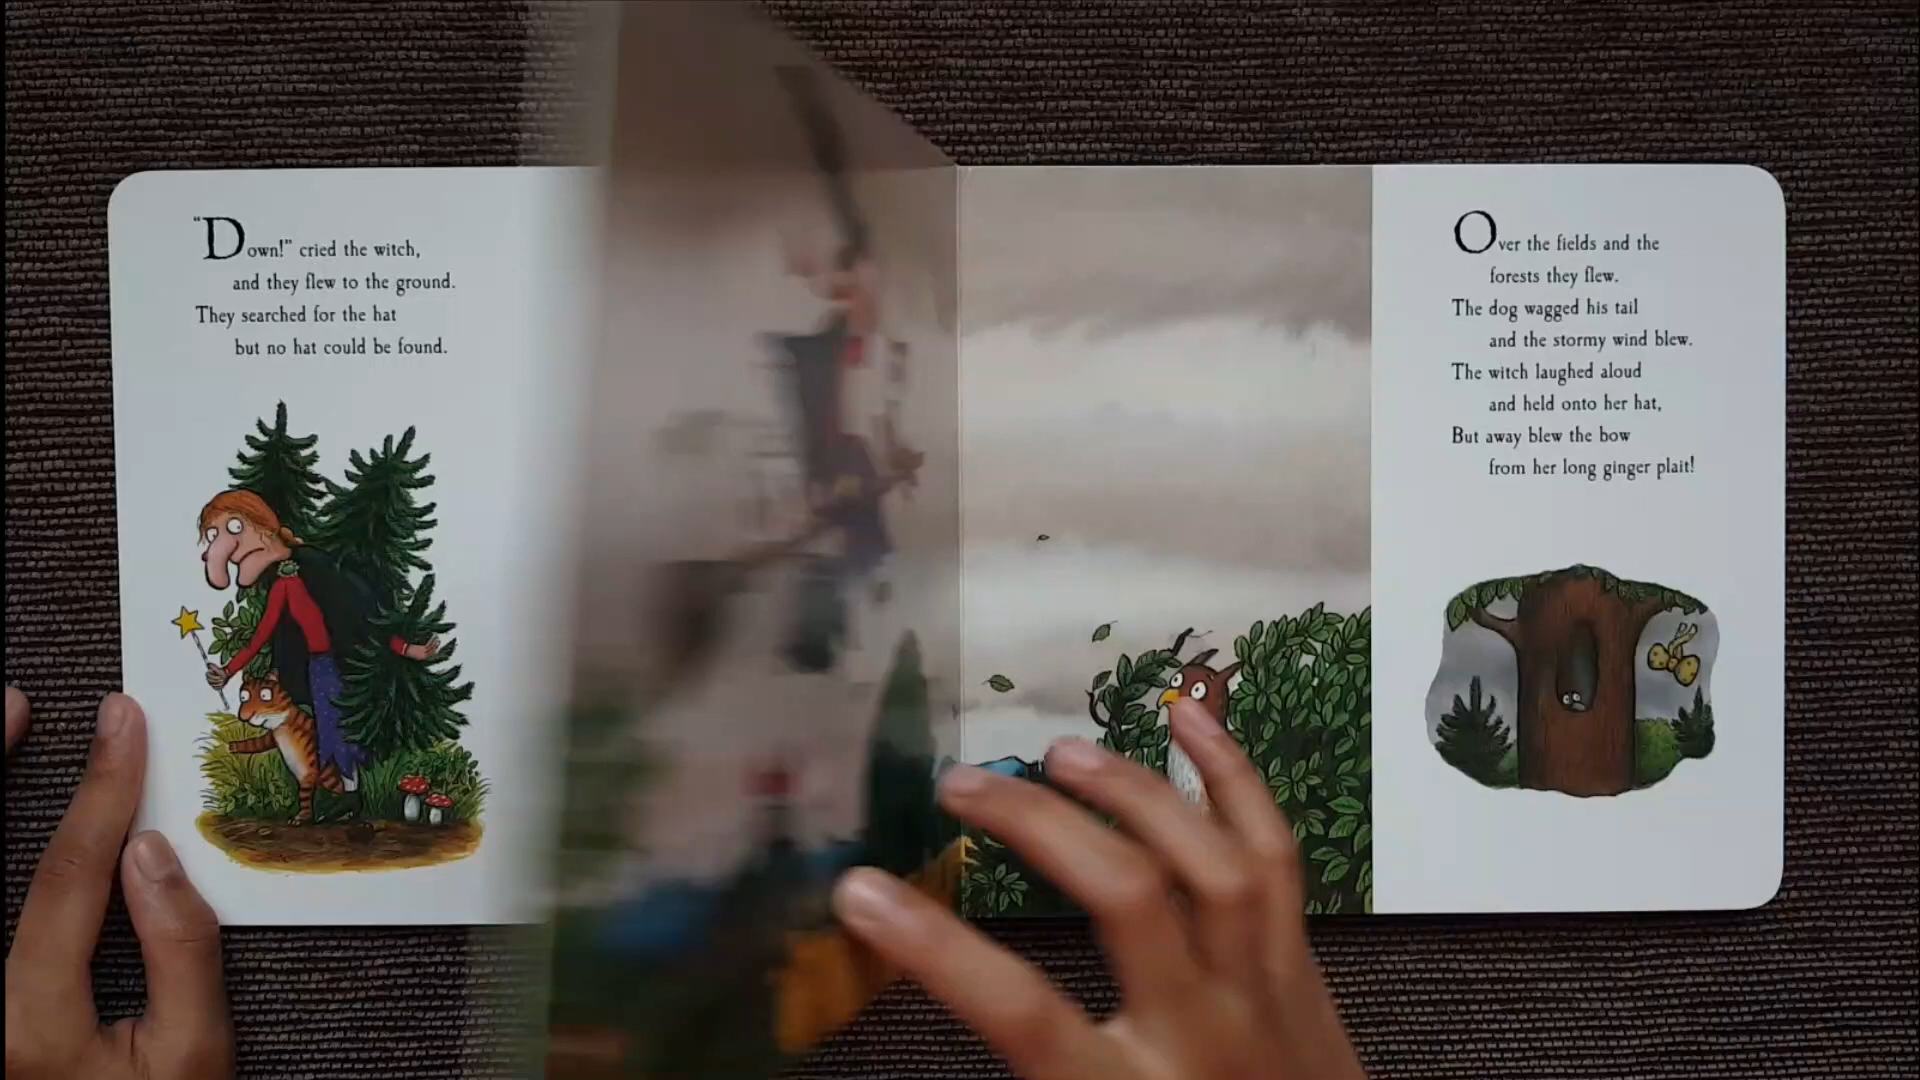 "Down!" cried the witch,
and they flew to the ground.
They searched for the hat
but no hat could be found.
Over the fields and the
forests they flew.
The dog wagged his tail
and the stormy wind blew.
The witch laughed aloud
and held onto her hat,
But away blew the bow
from her long ginger plait!